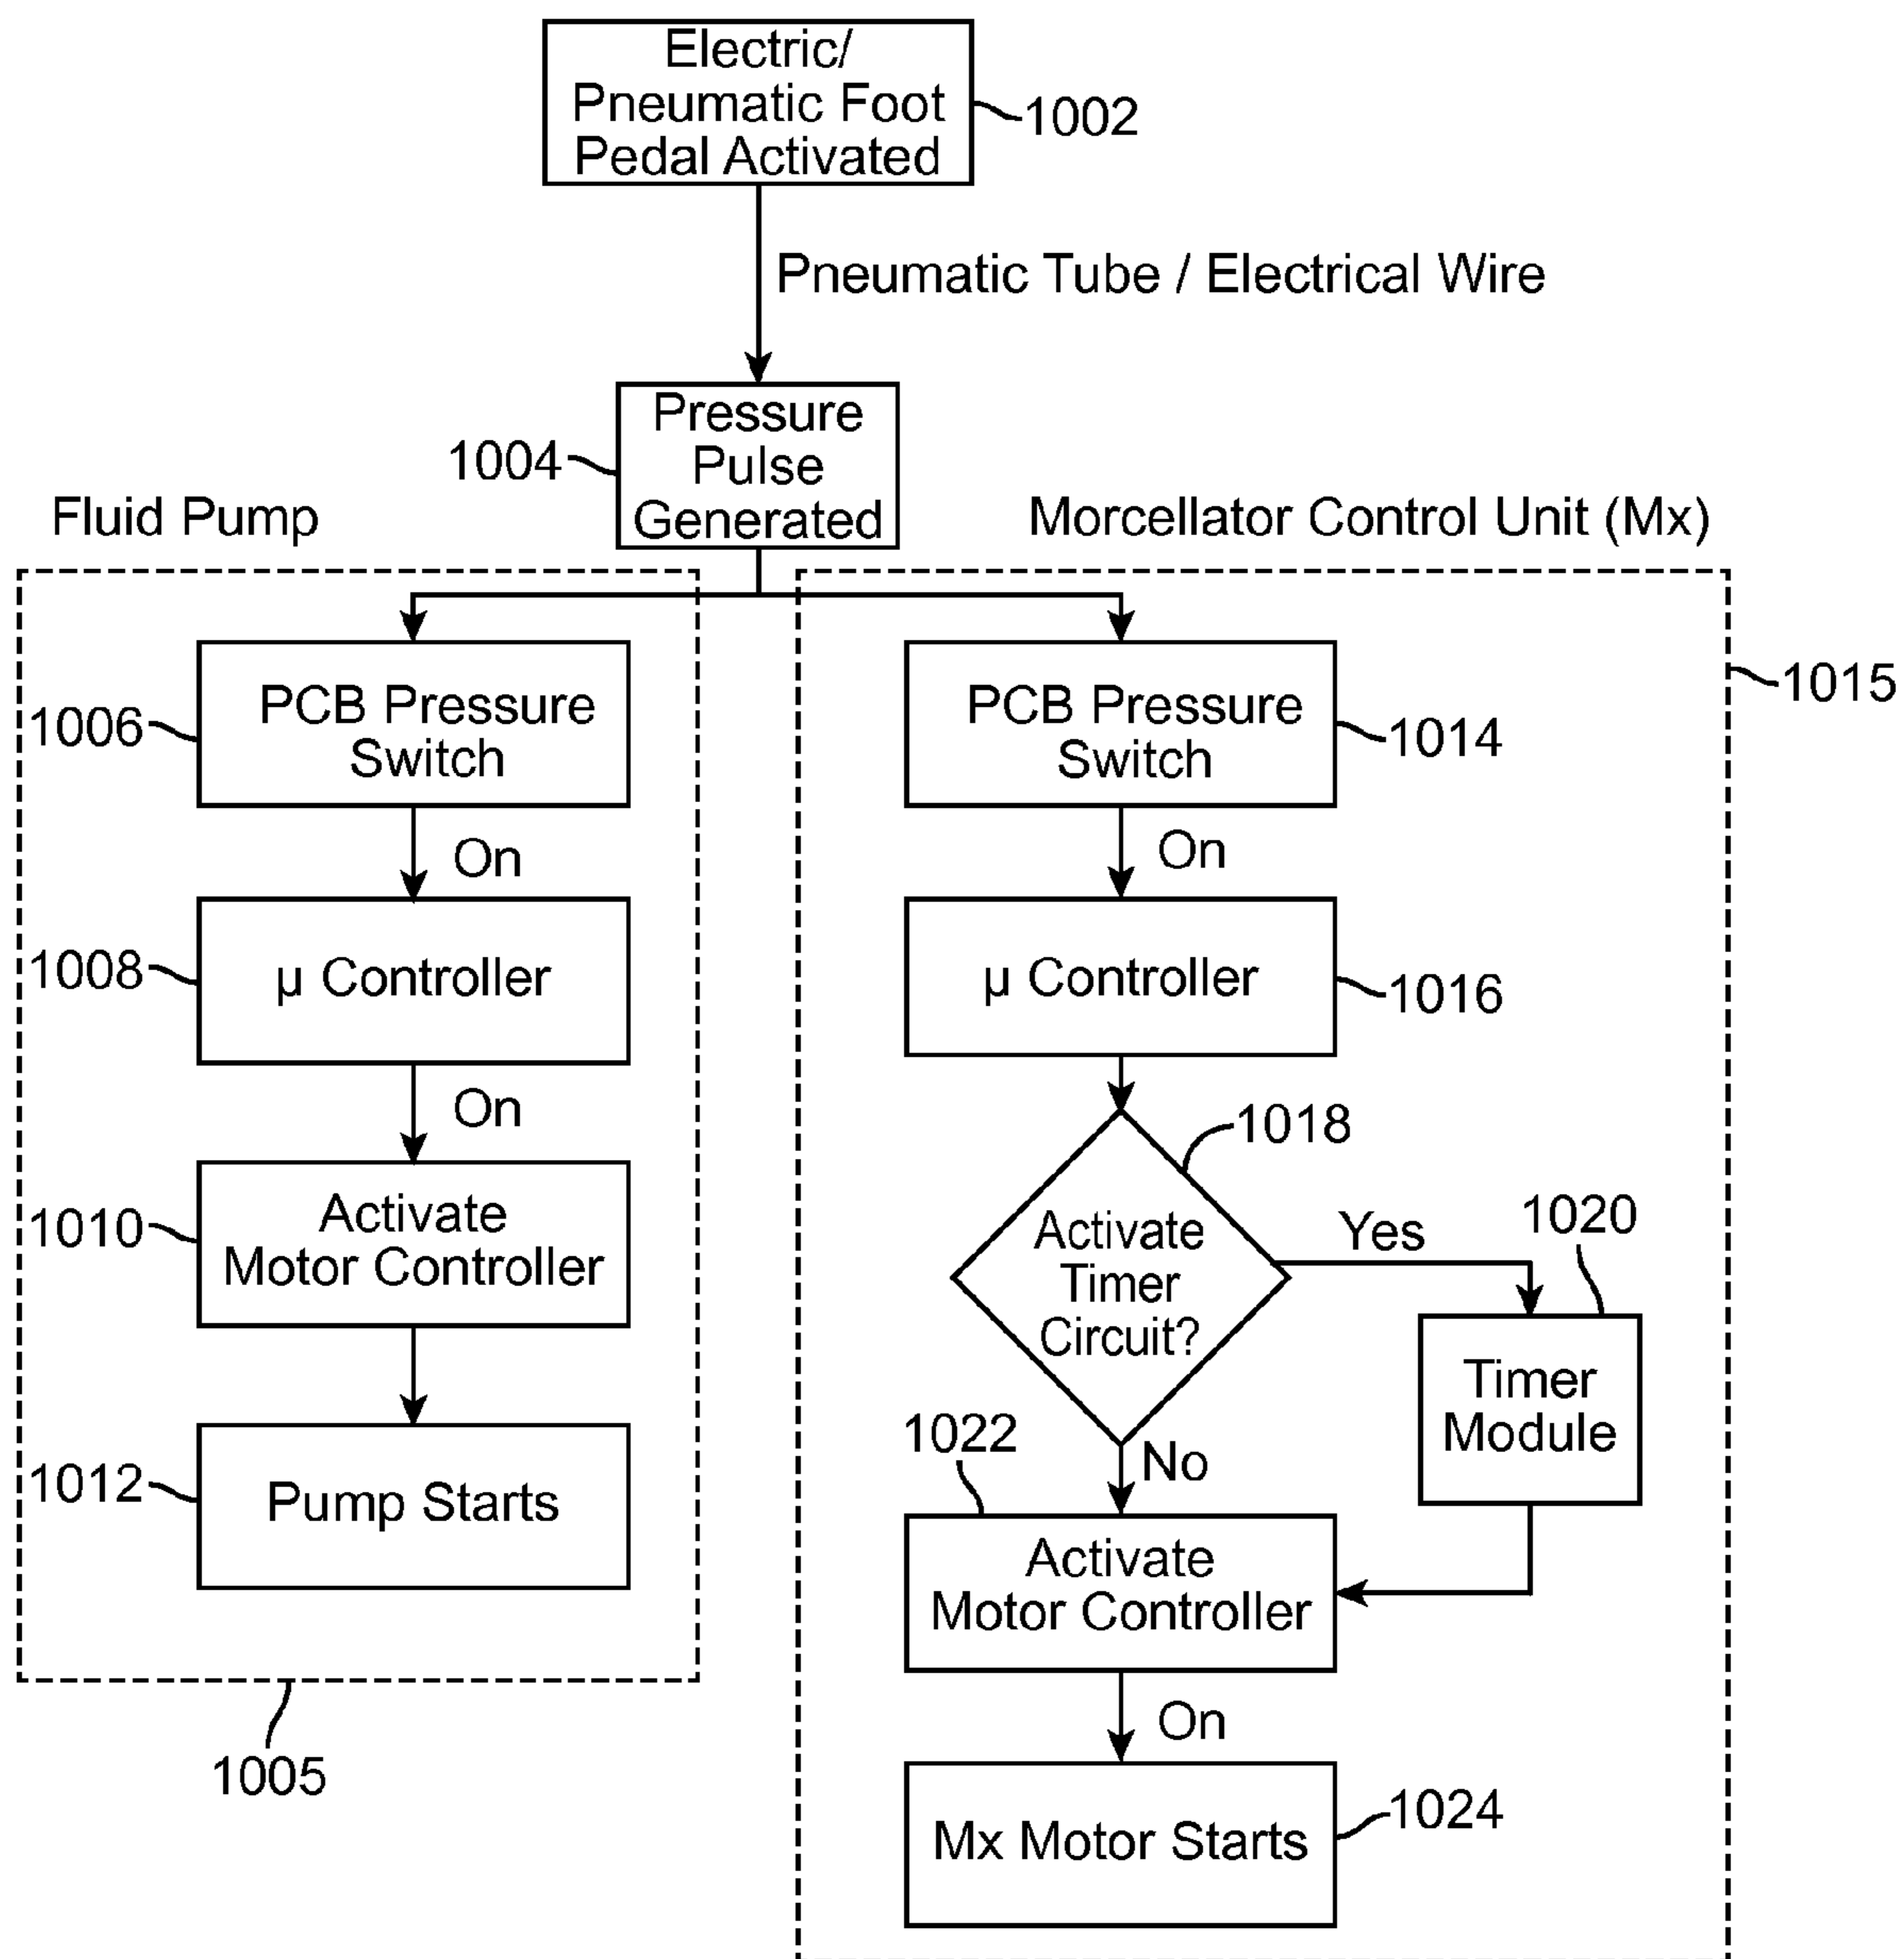 Electric/
Pneumatic Foot
Pedal Activated
1002
Pneumatic Tube / Electrical Wire
Pressure
Pulse
Generated
1004
Fluid Pump
Morcellator Control Unit (Mx)
PCB Pressure
Switch
1006
On
µ Controller
1008
On
Activate
Motor Controller
1010
Pump Starts
1012
1005
PCB Pressure
Switch
1014
1015
On
µ Controller
1016
1018
Activate
Timer
Circuit?
Yes
1020
Timer
Module
No
1022
Activate
Motor Controller
On
Mx Motor Starts
1024